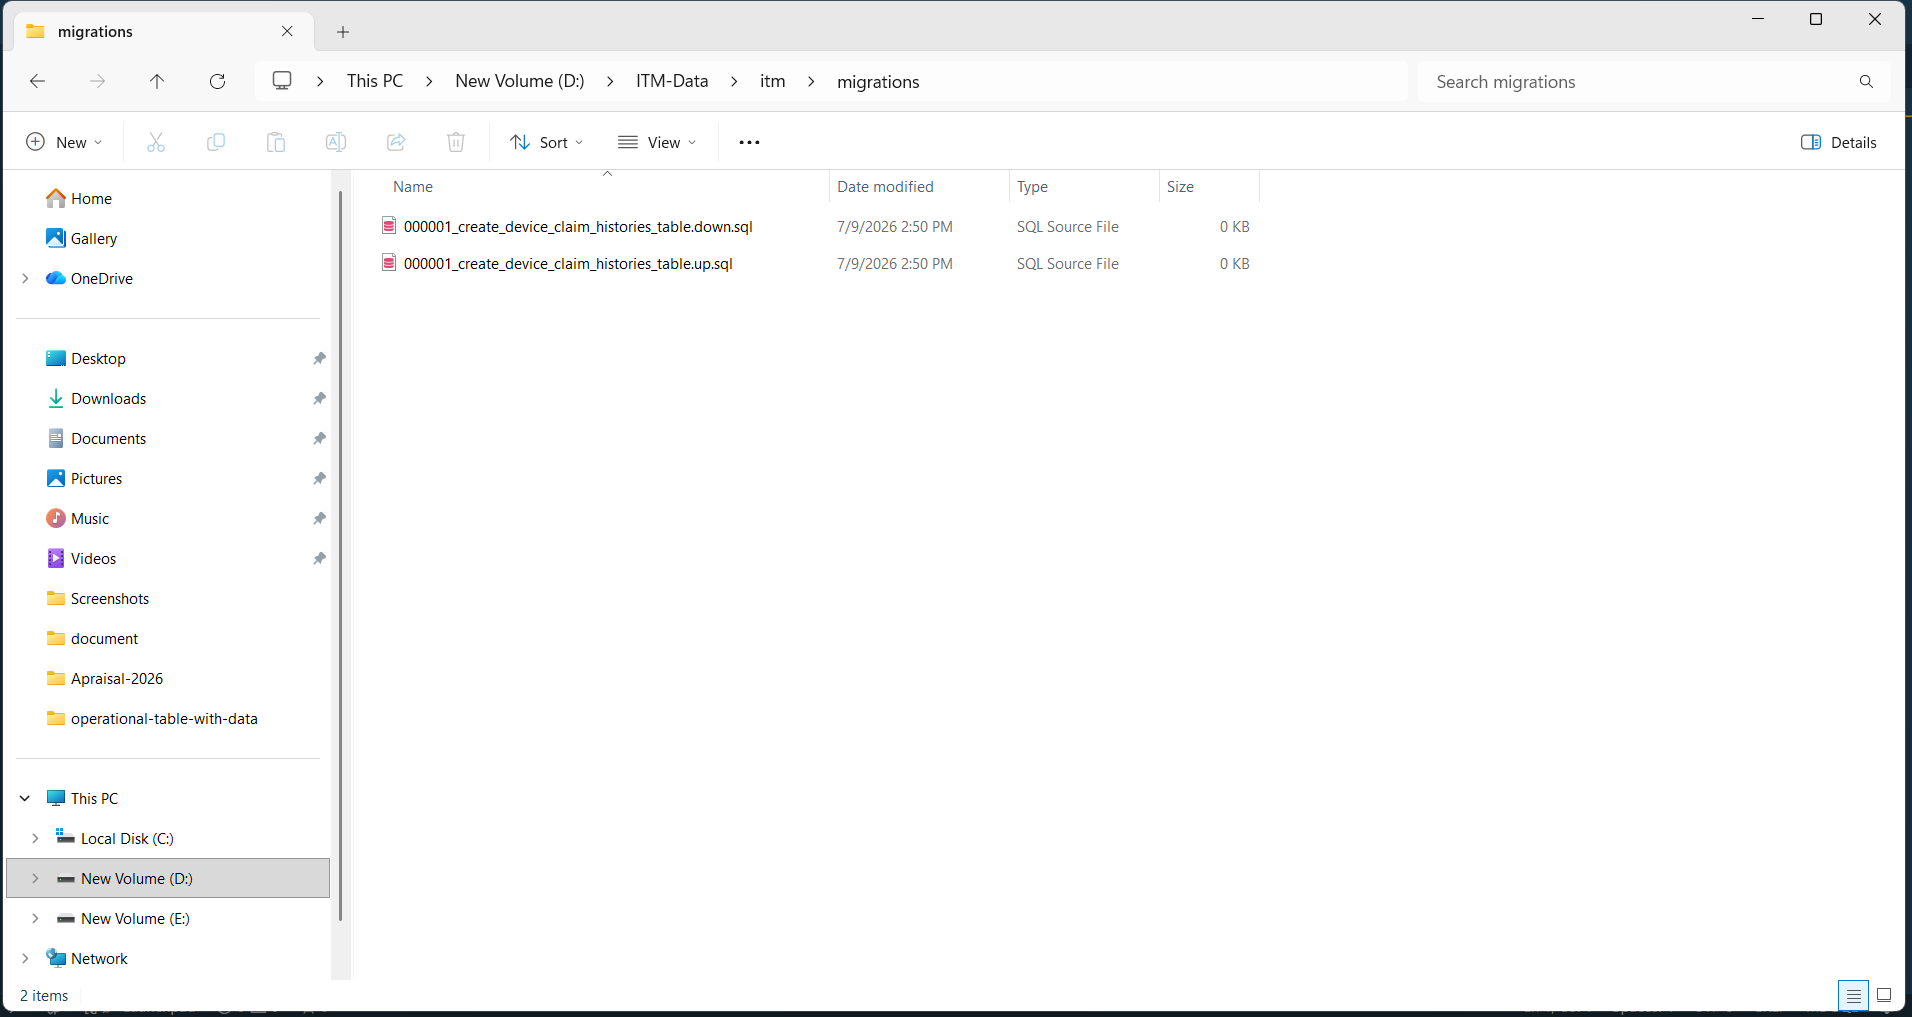 migrations
This PC
New Volume (D:)
ITM-Data
itm
migrations
Search migrations
New
Sort
View
Details
Home
Gallery
OneDrive
Desktop
Downloads
Documents
Pictures
Music
Videos
Screenshots
document
Apraisal-2026
operational-table-with-data
This PC
Local Disk (C:)
New Volume (D:)
New Volume (E:)
Network
Name Date modified Type Size
000001_create_device_claim_histories_table.down.sql 7/9/2026 2:50 PM SQL Source File 0 KB
000001_create_device_claim_histories_table.up.sql 7/9/2026 2:50 PM SQL Source File 0 KB
2 items